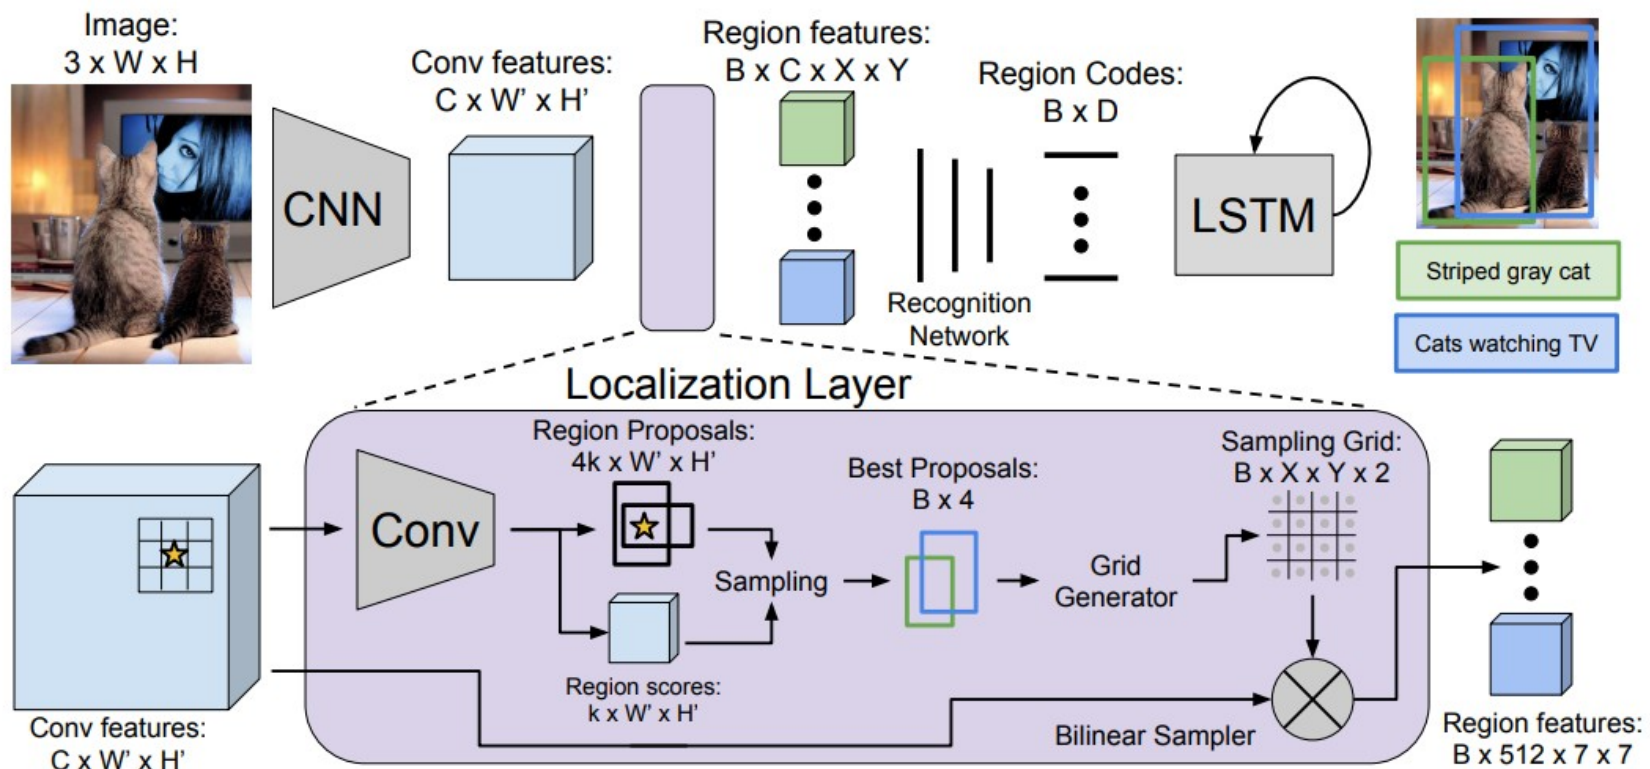 Image:
3 x W x H
Conv features:
C x W’ x H’
Region features:
B x C x X x Y
Region Codes:
B x D
CNN
LSTM
Recognition
Network
Striped gray cat
Cats watching TV
Localization Layer
Region Proposals:
4k x W’ x H’
Conv
Sampling
Region scores:
k x W’ x H’
Best Proposals:
B x 4
Grid
Generator
Sampling Grid:
B x X x Y x 2
Bilinear Sampler
Conv features:
C x W’ x H’
Region features:
B x 512 x 7 x 7